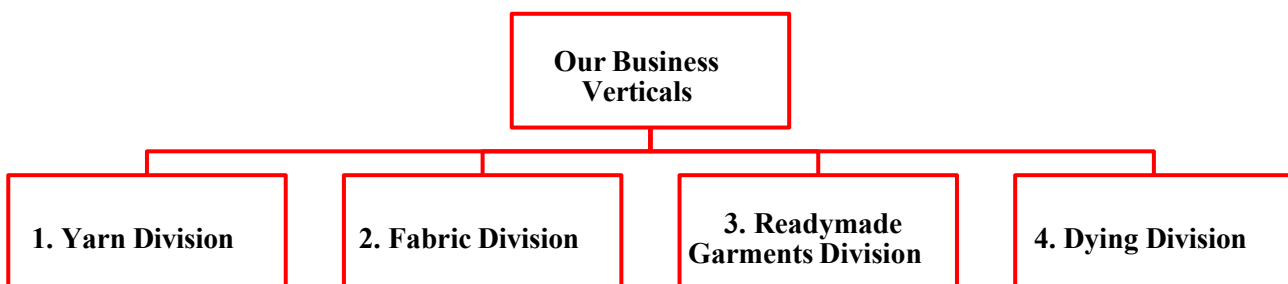 Our Business
Verticals
1. Yarn Division
2. Fabric Division
3. Readymade
Garments Division
4. Dying Division